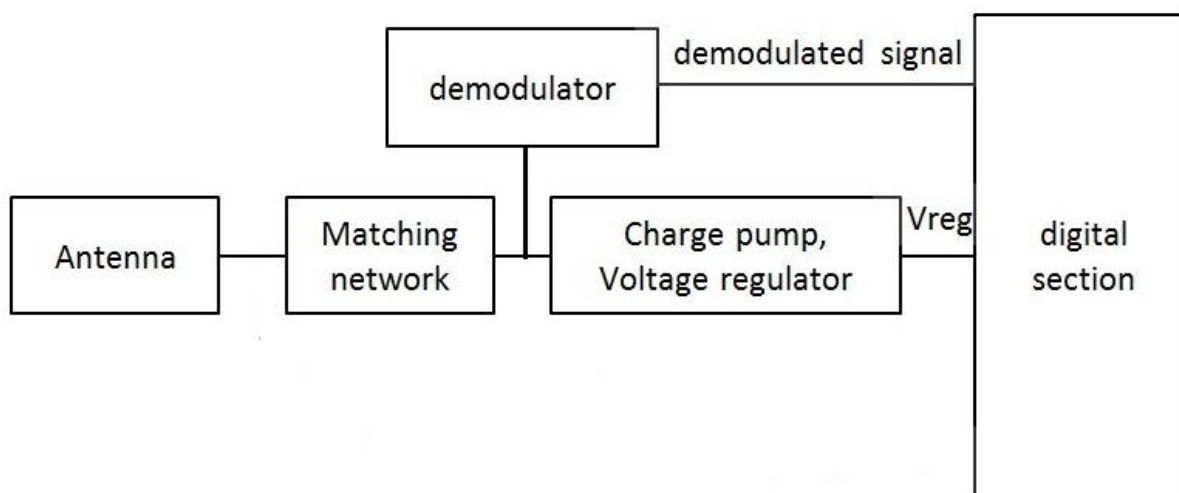 demodulated signal
demodulator
Antenna
Matching
network
Charge pump,
Voltage regulator
Vreg
digital
section